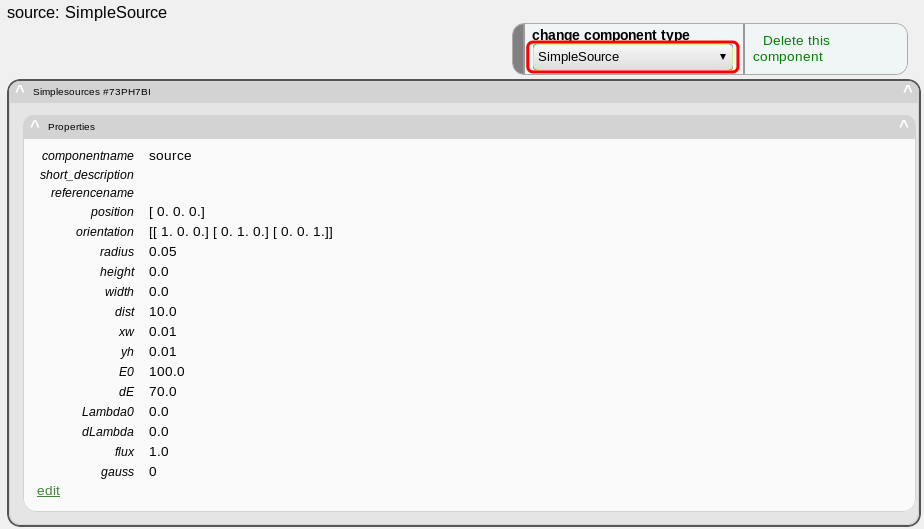 source: SimpleSource
change component type
SimpleSource
Delete this
component
^ Simplesources #73PH7BI ^
^ Properties ^
componentname source
short_description
referencename
position [ 0. 0. 0.]
orientation [[ 1. 0. 0.] [ 0. 1. 0.] [ 0. 0. 1.]]
radius 0.05
height 0.0
width 0.0
dist 10.0
xw 0.01
yh 0.01
E0 100.0
dE 70.0
Lambda0 0.0
dLambda 0.0
flux 1.0
gauss 0
edit